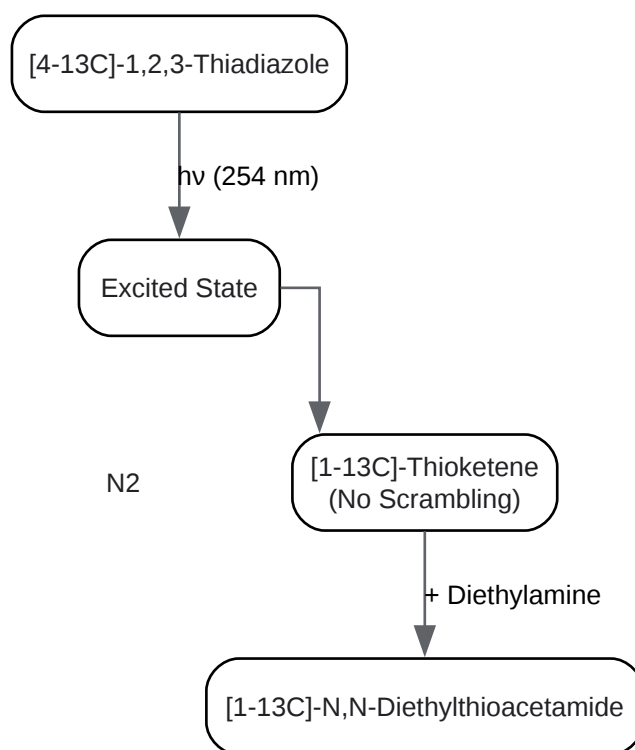 [4-13C]-1,2,3-Thiadiazole
hν (254 nm)
Excited State
[1-13C]-Thioketene
(No Scrambling)
N2
+ Diethylamine
[1-13C]-N,N-Diethylthioacetamide